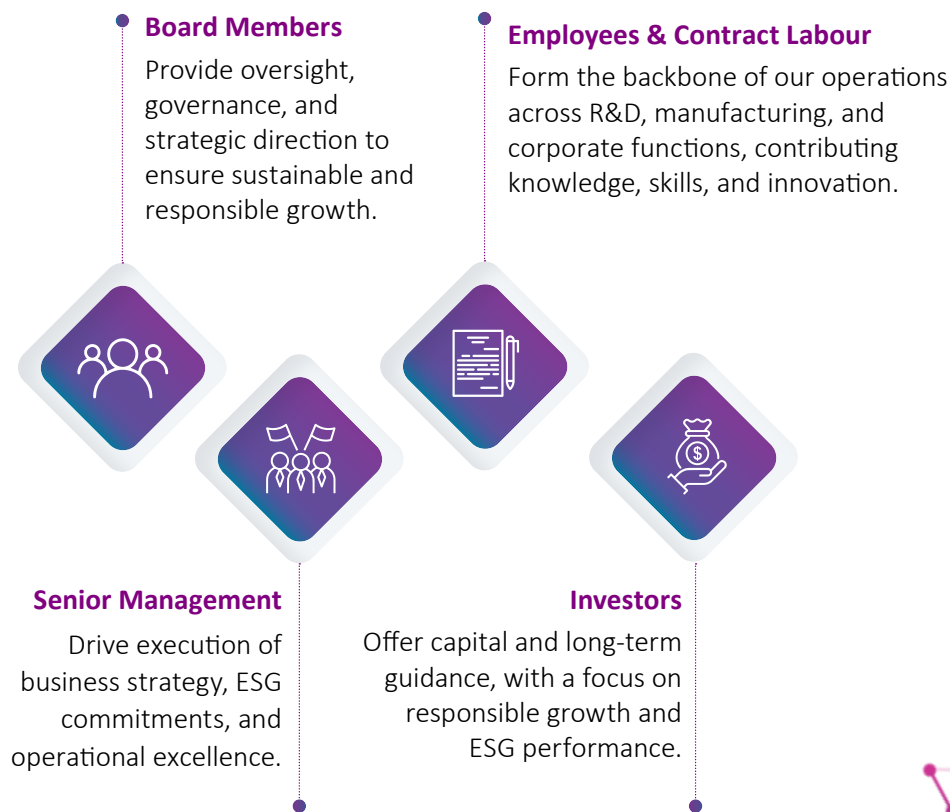 Board Members
Provide oversight,
governance, and
strategic direction to
ensure sustainable and
responsible growth.
Employees & Contract Labour
Form the backbone of our operations
across R&D, manufacturing, and
corporate functions, contributing
knowledge, skills, and innovation.
$
Senior Management
Drive execution of
business strategy, ESG
commitments, and
operational excellence.
Investors
Offer capital and long-term
guidance, with a focus on
responsible growth and
ESG performance.